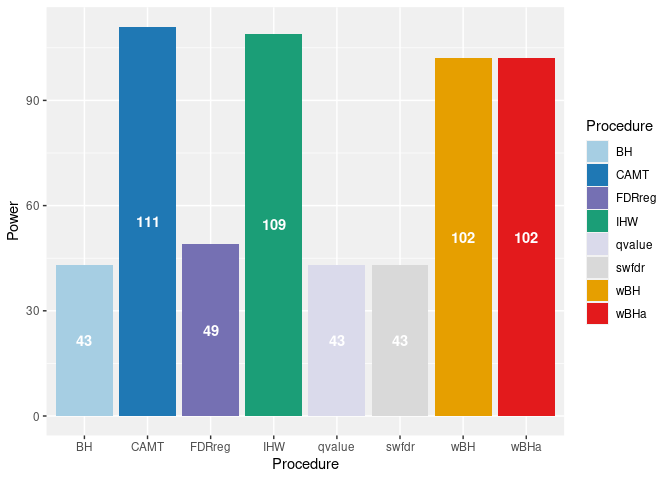 Power
90
60
30
0
43
111
49
109
43
43
102
102
BH
CAMT
FDRreg
IHW
qvalue
swfdr
wBH
wBHa
Procedure
Procedure
BH
CAMT
FDRreg
IHW
qvalue
swfdr
wBH
wBHa